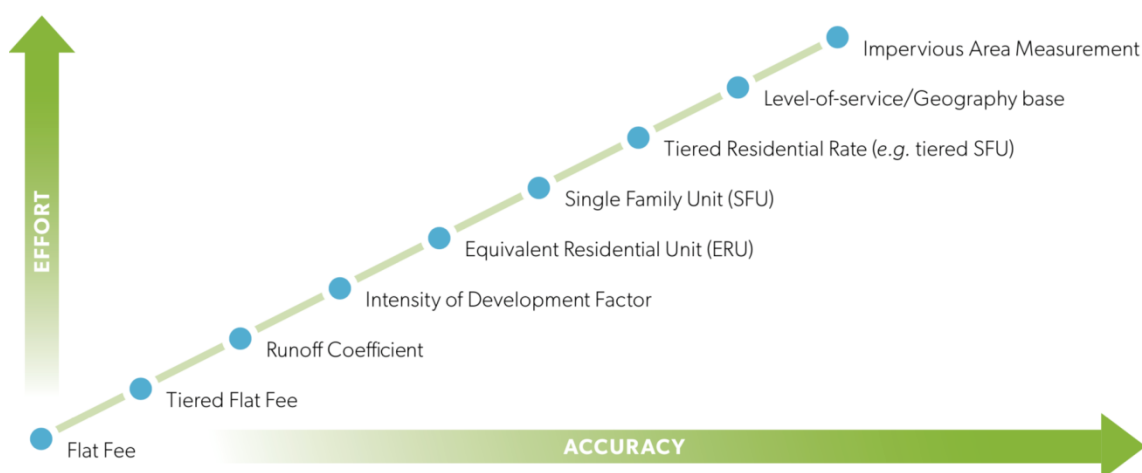 Impervious Area Measurement
Level-of-service/Geography base
Tiered Residential Rate (e.g. tiered SFU)
Single Family Unit (SFU)
EFFORT
Equivalent Residential Unit (ERU)
Intensity of Development Factor
Runoff Coefficient
Tiered Flat Fee
Flat Fee
ACCURACY